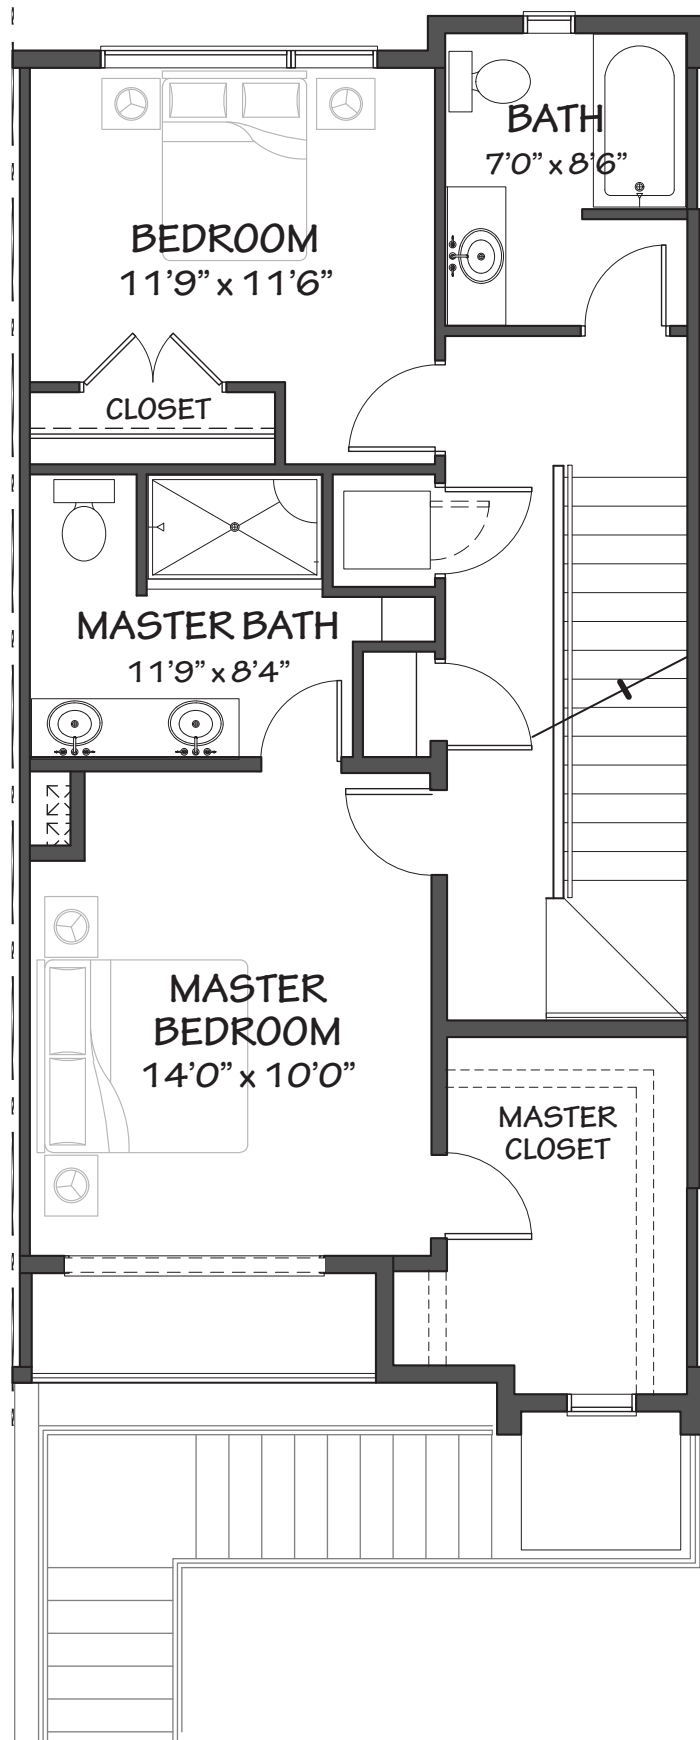 BATH
7'0” x 8'6”
BEDROOM
11'9” x 11'6”
CLOSET
MASTER BATH
11'9” x 8'4”
MASTER
BEDROOM
14'0” x 10'0”
MASTER
CLOSET